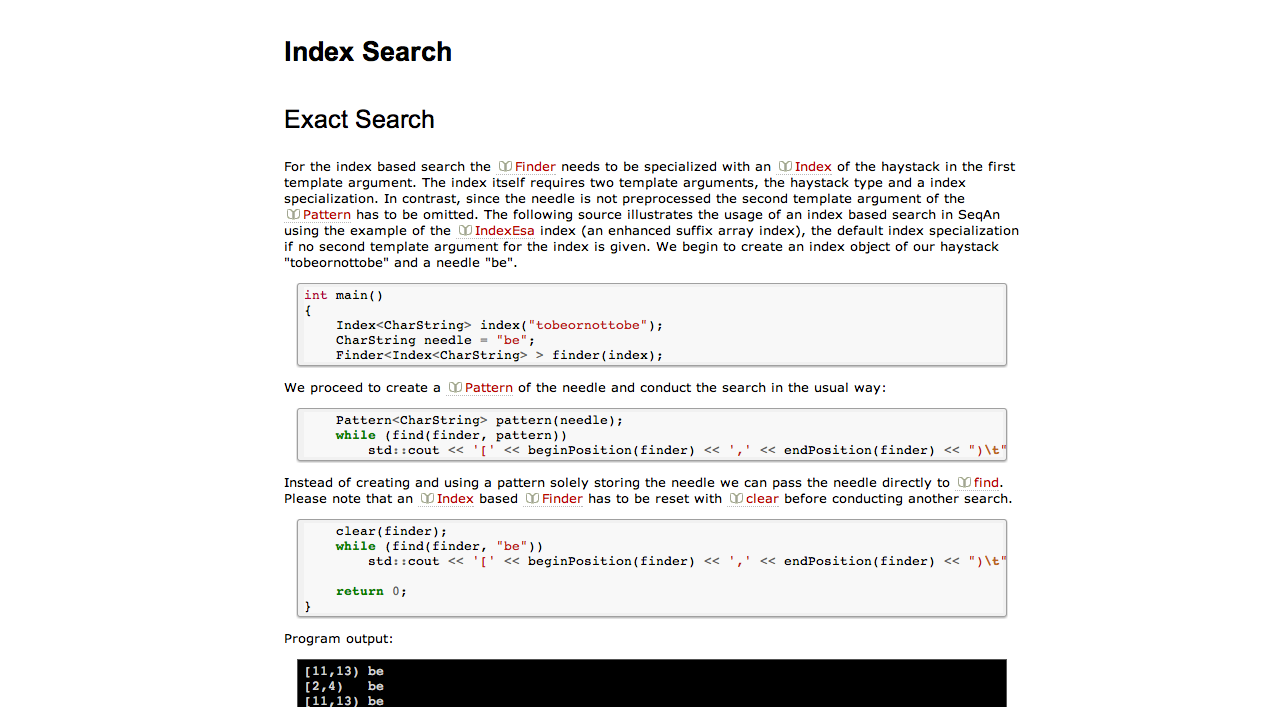 Index Search
Exact Search
For the index based search the Finder needs to be specialized with an Index of the haystack in the first
template argument. The index itself requires two template arguments, the haystack type and a index
specialization. In contrast, since the needle is not preprocessed the second template argument of the
Pattern has to be omitted. The following source illustrates the usage of an index based search in SeqAn
using the example of the IndexEsa index (an enhanced suffix array index), the default index specialization
if no second template argument for the index is given. We begin to create an index object of our haystack
"tobeornottobe" and a needle "be".
int main()
{
    Index<CharString> index("tobeornottobe");
    CharString needle = "be";
    Finder<Index<CharString> > finder(index);
We proceed to create a Pattern of the needle and conduct the search in the usual way:
    Pattern<CharString> pattern(needle);
    while (find(finder, pattern))
        std::cout << '[' << beginPosition(finder) << ',' << endPosition(finder) << ")\t"
Instead of creating and using a pattern solely storing the needle we can pass the needle directly to find.
Please note that an Index based Finder has to be reset with clear before conducting another search.
    clear(finder);
    while (find(finder, "be"))
        std::cout << '[' << beginPosition(finder) << ',' << endPosition(finder) << ")\t"
    return 0;
}
Program output:
[11,13) be
[2,4)   be
[11,13) be